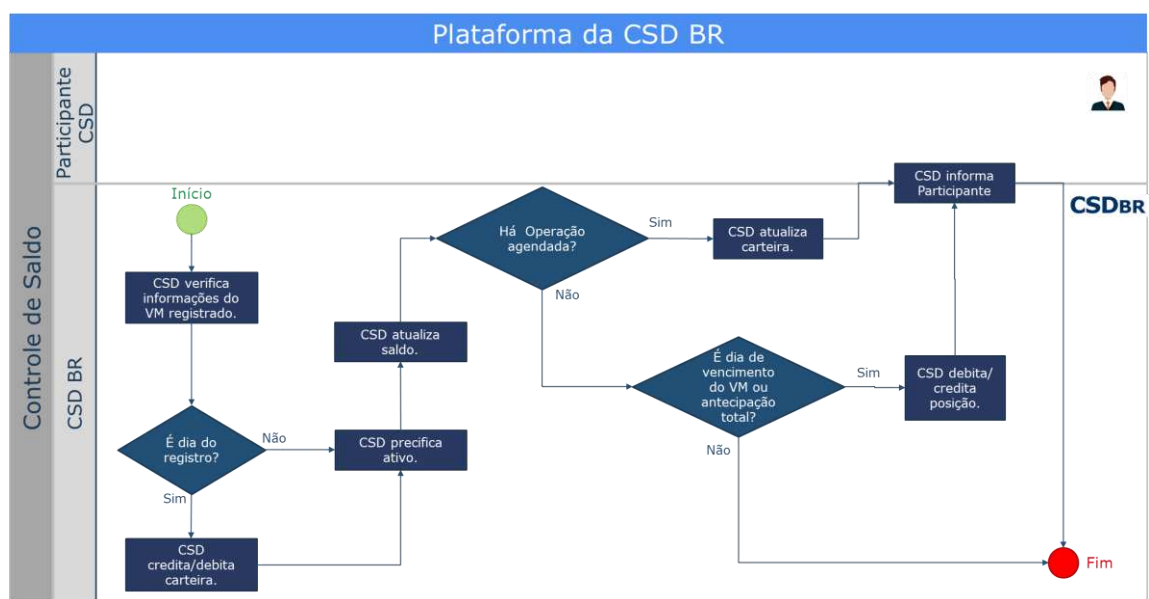 Plataforma da CSD BR
Controle de Saldo
Participante
CSD
CSD BR
CSDBR
Início
CSD verifica
informações do
VM registrado.
É dia do
registro?
Não
Sim
CSD
credita/debita
carteira.
CSD precifica
ativo.
CSD atualiza
saldo.
Há Operação
agendada?
Sim
Não
CSD atualiza
carteira.
CSD informa
Participante
É dia de
vencimento
do VM ou
antecipação
total?
Sim
Não
CSD debita/
credita
posição.
Fim